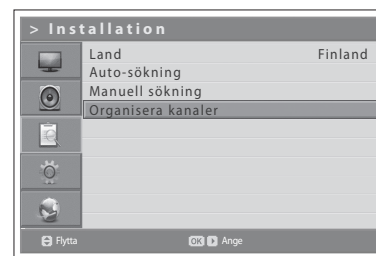 > Installation
Land Finland
Auto-sökning
Manuell sökning
Organisera kanaler
Flytta OK Ange